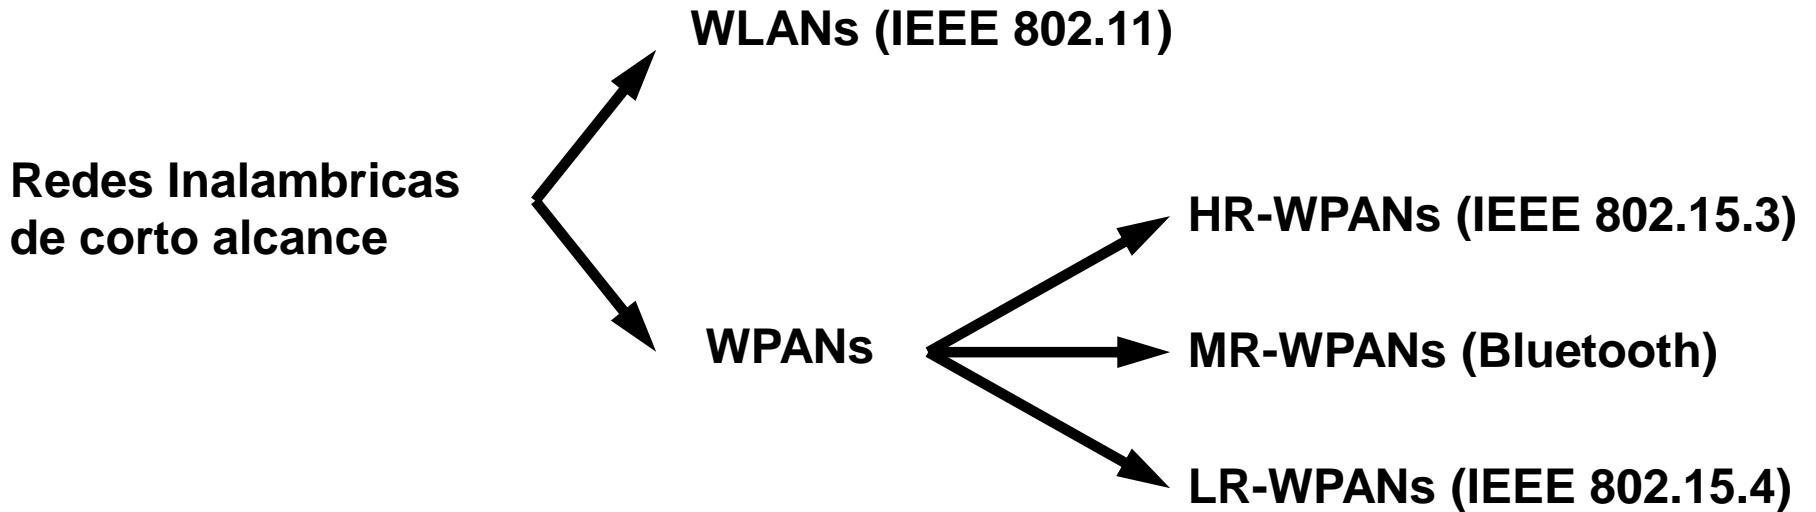 WLANs (IEEE 802.11)
Redes Inalambricas
de corto alcance
HR-WPANs (IEEE 802.15.3)
WPANs
MR-WPANs (Bluetooth)
LR-WPANs (IEEE 802.15.4)